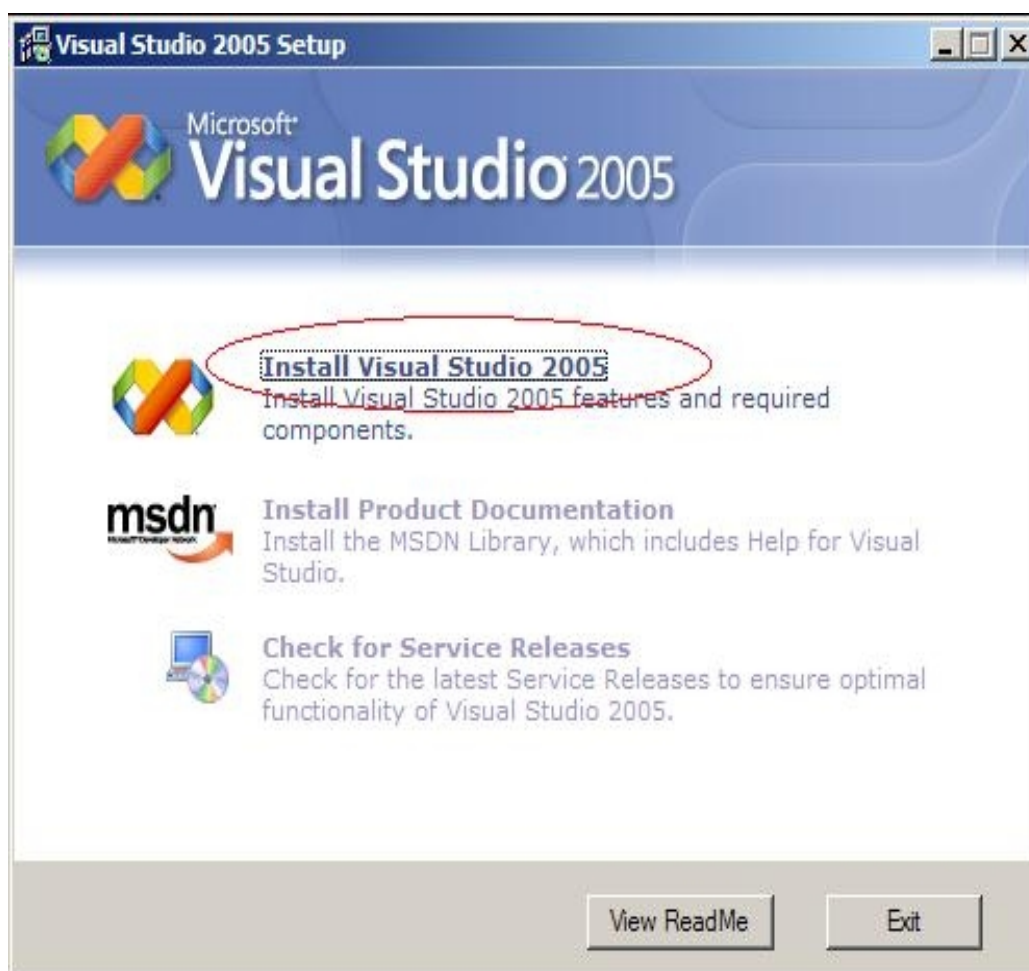 Visual Studio 2005 Setup
Microsoft
Visual Studio 2005
Install Visual Studio 2005
Install Visual Studio 2005 features and required
components.
msdn
Install Product Documentation
Install the MSDN Library, which includes Help for Visual
Studio.
Check for Service Releases
Check for the latest Service Releases to ensure optimal
functionality of Visual Studio 2005.
View ReadMe
Exit